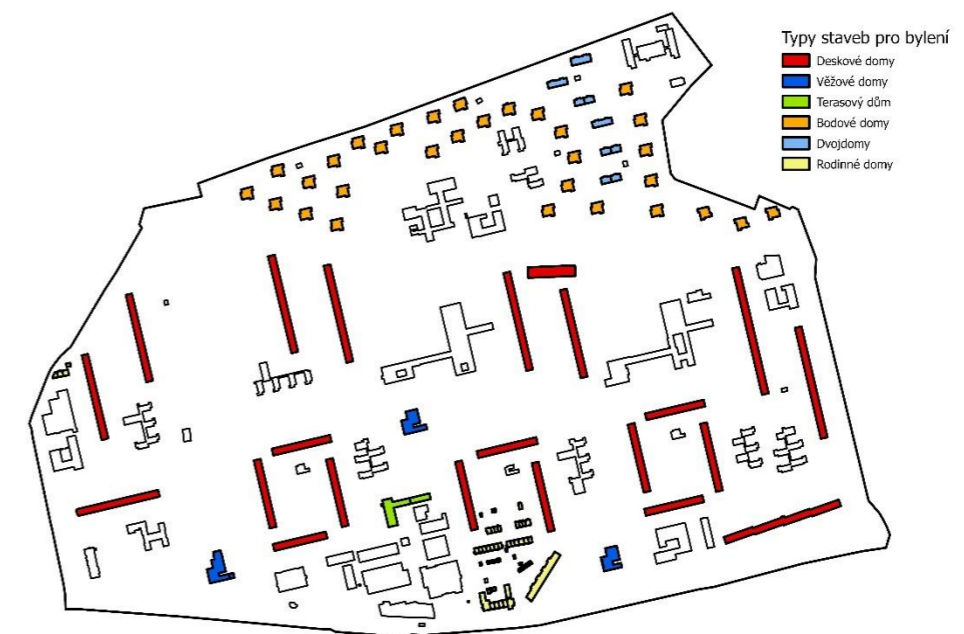 Typy staveb pro bylení
Deskové domy
Věžové domy
Terasový dům
Bodové domy
Dvojdomy
Rodinné domy